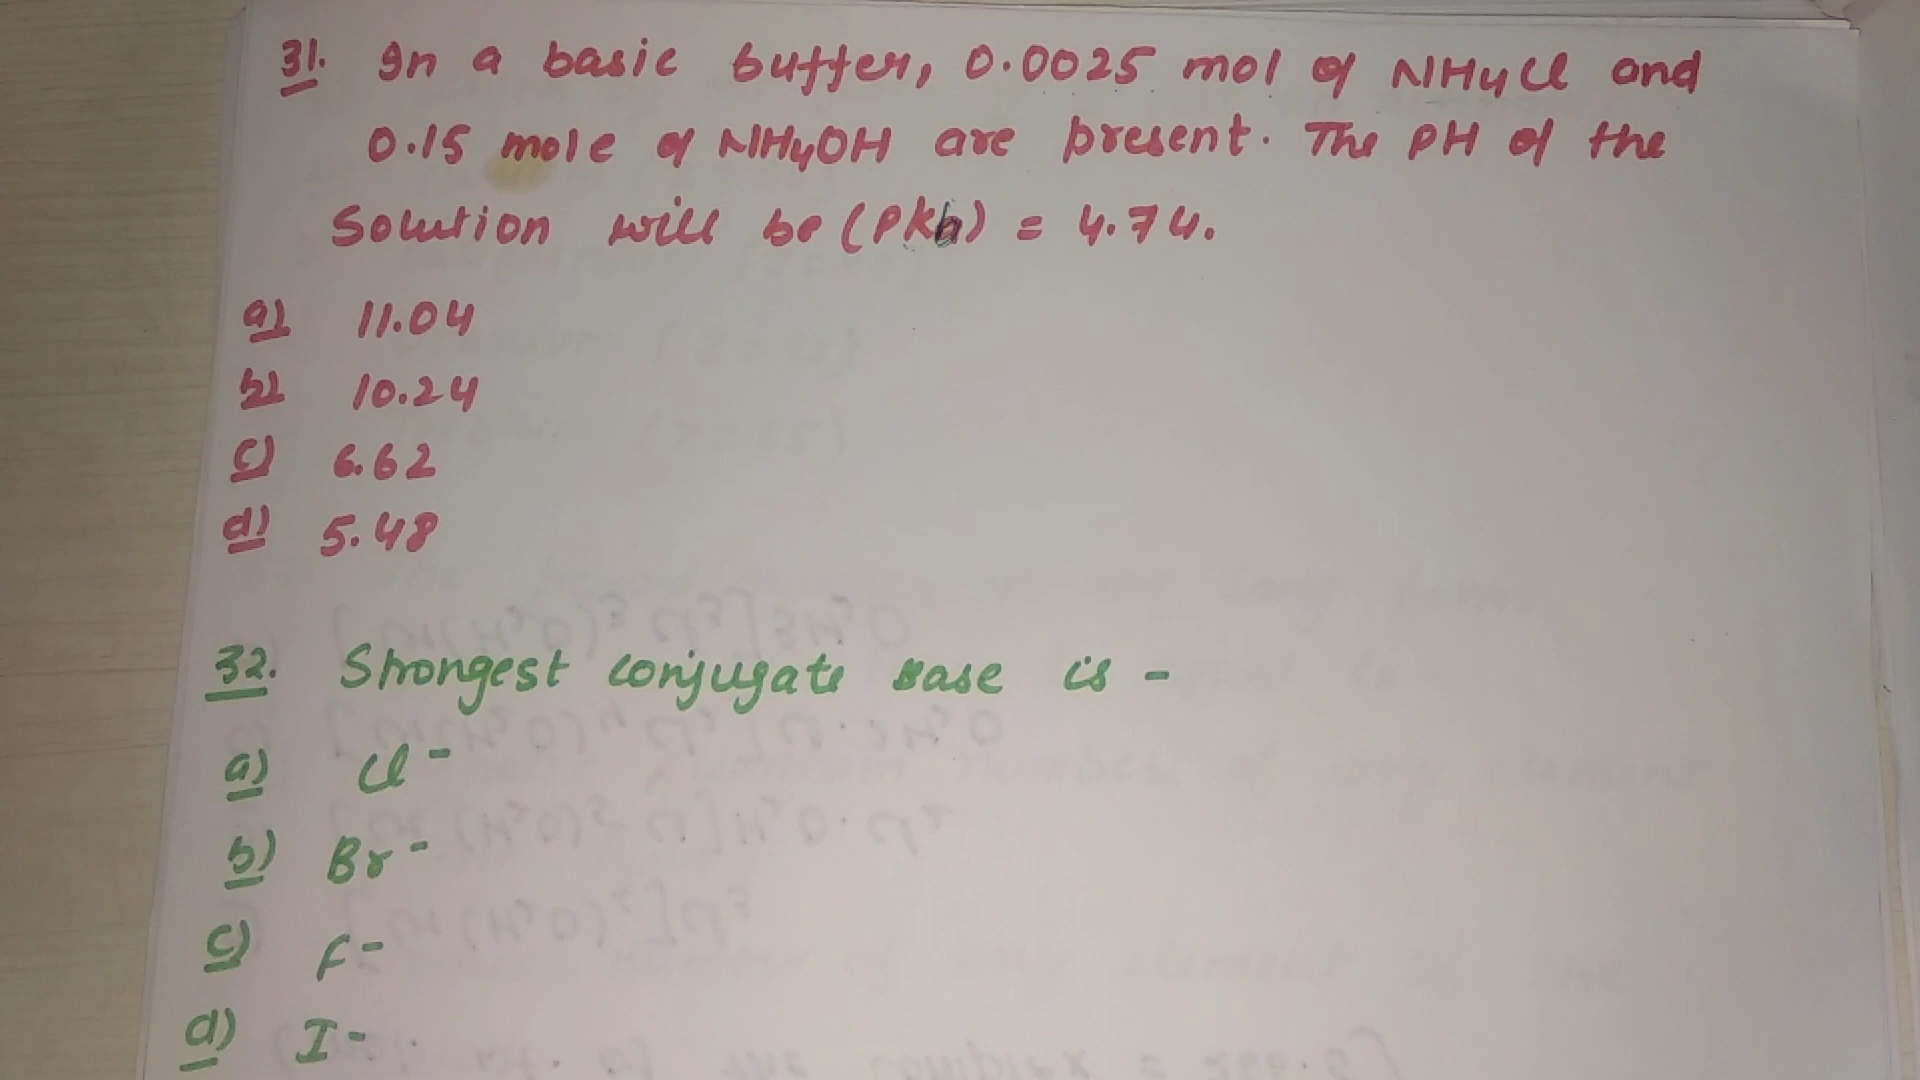 31. In a basic buffer, 0.0025 mol of NH4Cl and
0.15 mole of NH4OH are present. The PH of the
Solution will be (PKb) = 4.74.
a) 11.04
b) 10.24
c) 6.62
d) 5.48
32. Strongest conjugate Base is -
a) Cl-
b) Br-
c) F-
d) I-